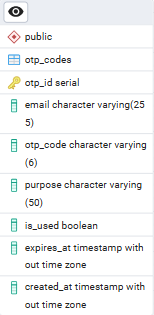 public
otp_codes
otp_id serial
email character varying(25
5)
otp_code character varying
(6)
purpose character varying
(50)
is_used boolean
expires_at timestamp with
out time zone
created_at timestamp with
out time zone